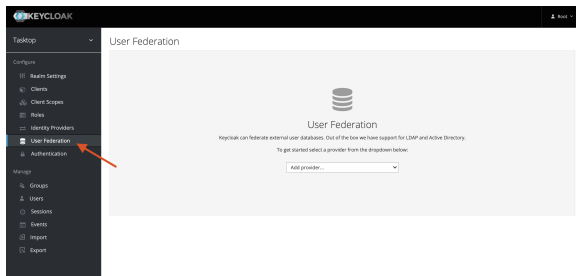 KEYCLOAK
Root
Tasktop
User Federation
Configure
Realm Settings
Clients
Client Scopes
Roles
Identity Providers
User Federation
Authentication
Manage
Groups
Users
Sessions
Events
Import
Export
User Federation
Keycloak can federate external user databases. Out of the box we have support for LDAP and Active Directory.
To get started select a provider from the dropdown below:
Add provider...